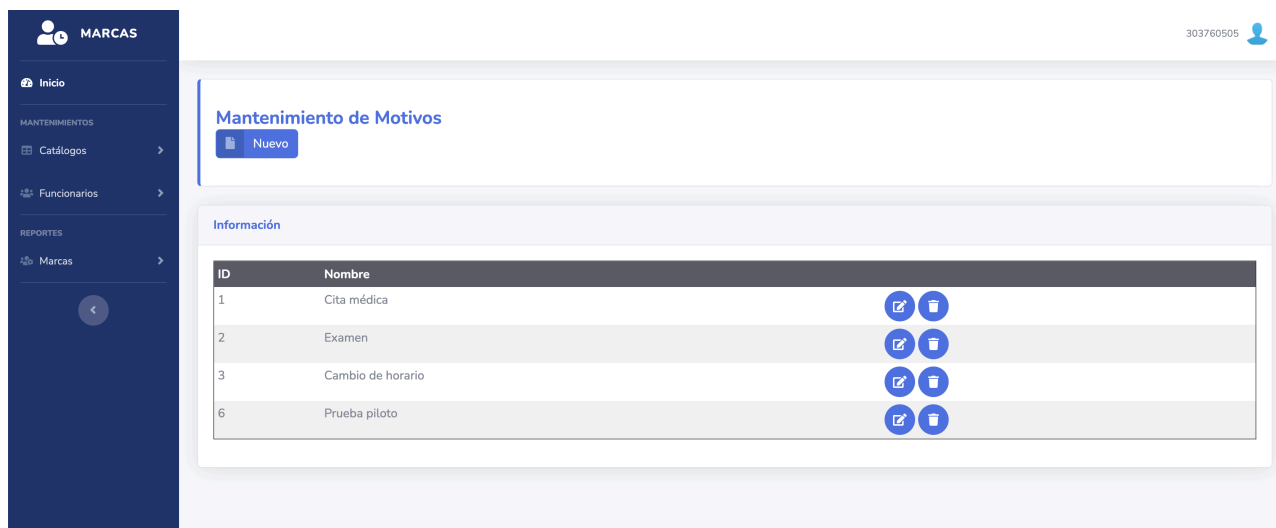 MARCAS
303760505
Inicio
MANTENIMIENTOS
Catálogos
Funcionarios
REPORTES
Marcas
Mantenimiento de Motivos
Nuevo
Información
ID Nombre
1 Cita médica
2 Examen
3 Cambio de horario
6 Prueba piloto